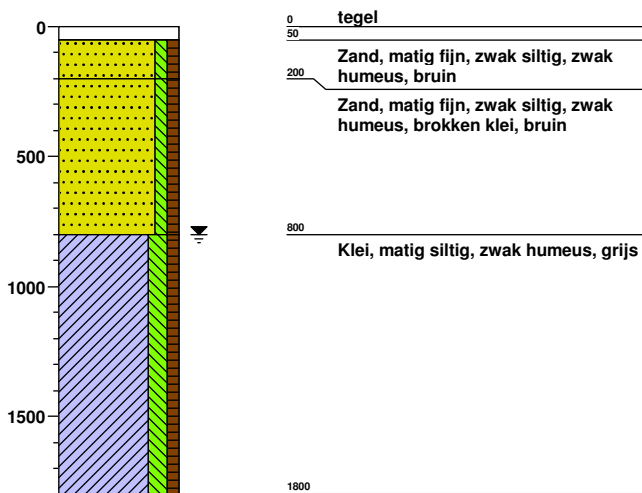 0
0
tegel
50
Zand, matig fijn, zwak siltig, zwak
humeus, bruin
200
Zand, matig fijn, zwak siltig, zwak
humeus, brokken klei, bruin
500
800
Klei, matig siltig, zwak humeus, grijs
1000
1500
1800